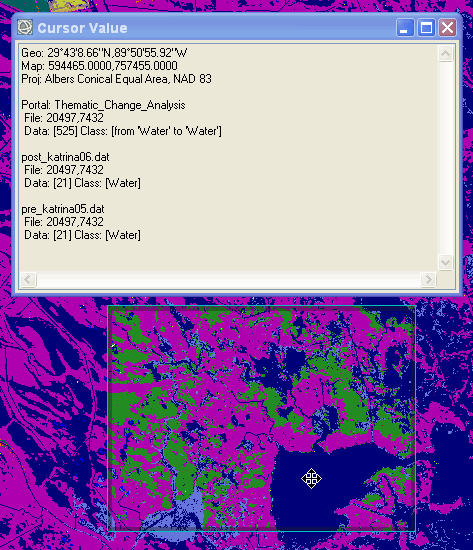 Cursor Value
Geo: 29°43'8.66"N,89°50'55.92"W
Map: 594465.0000,757455.0000
Proj: Albers Conical Equal Area, NAD 83
Portal: Thematic_Change_Analysis
File: 20497,7432
Data: [525] Class: [from 'Water' to 'Water']
post_katrina06.dat
File: 20497,7432
Data: [21] Class: [Water]
pre_katrina05.dat
File: 20497,7432
Data: [21] Class: [Water]